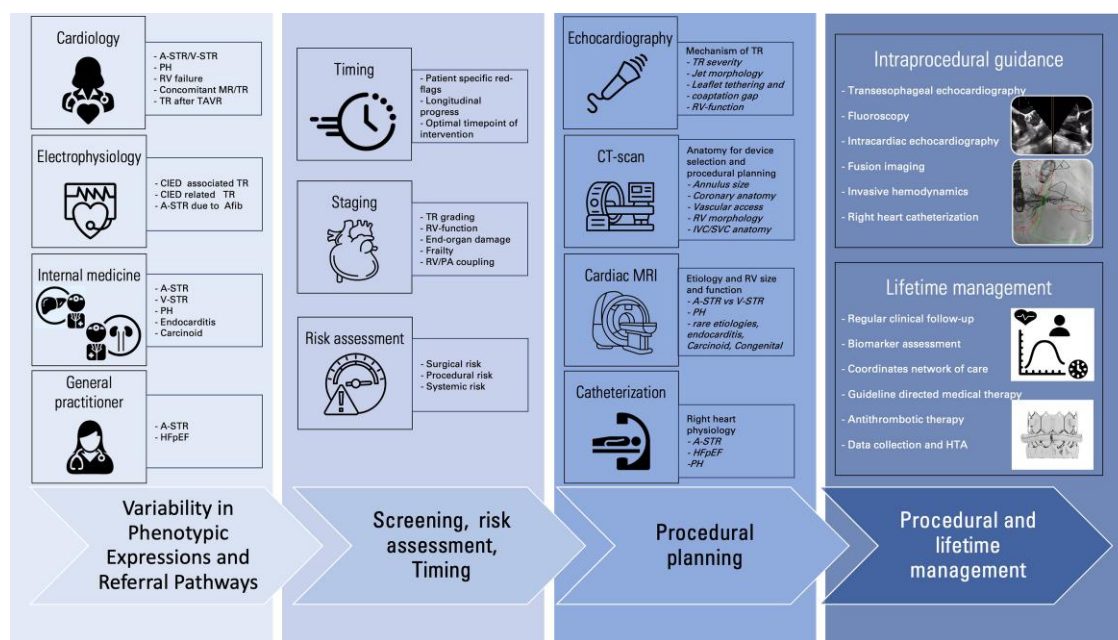 Cardiology
- A-STR/V-STR
- PH
- RV failure
- Concomitant MR/TR
- TR after TAVR
Electrophysiology
- CIED associated TR
- CIED related TR
- A-STR due to Afib
Internal medicine
- A-STR
- V-STR
- PH
- Endocarditis
- Carcinoid
General
practitioner
- A-STR
- HFpEF
Variability in
Phenotypic
Expressions and
Referral Pathways
Timing
- Patient specific red-
flags
- Longitudinal
progress
- Optimal timepoint of
intervention
Staging
- TR grading
- RV-function
- End-organ damage
- Frailty
- RV/PA coupling
Risk assessment
- Surgical risk
- Procedural risk
- Systemic risk
Screening, risk
assessment,
Timing
Echocardiography
Mechanism of TR
- TR severity
- Jet morphology
- Leaflet tethering and
- coaptation gap
- RV-function
CT-scan
Anatomy for device
selection and
procedural planning
- Annulus size
- Coronary anatomy
- Vascular access
- RV morphology
- IVC/SVC anatomy
Cardiac MRI
Etiology and RV size
and function
- A-STR vs V-STR
- PH
- rare etiologies,
endocarditis,
Carcinoid, Congenital
Catheterization
Right heart
physiology
- A-STR
- HFpEF
-PH
Procedural
planning
Intraprocedural guidance
- Transesophageal echocardiography
- Fluoroscopy
- Intracardiac echocardiography
- Fusion imaging
- Invasive hemodynamics
- Right heart catheterization
Lifetime management
- Regular clinical follow-up
- Biomarker assessment
- Coordinates network of care
- Guideline directed medical therapy
- Antithrombotic therapy
- Data collection and HTA
Procedural and
lifetime
management